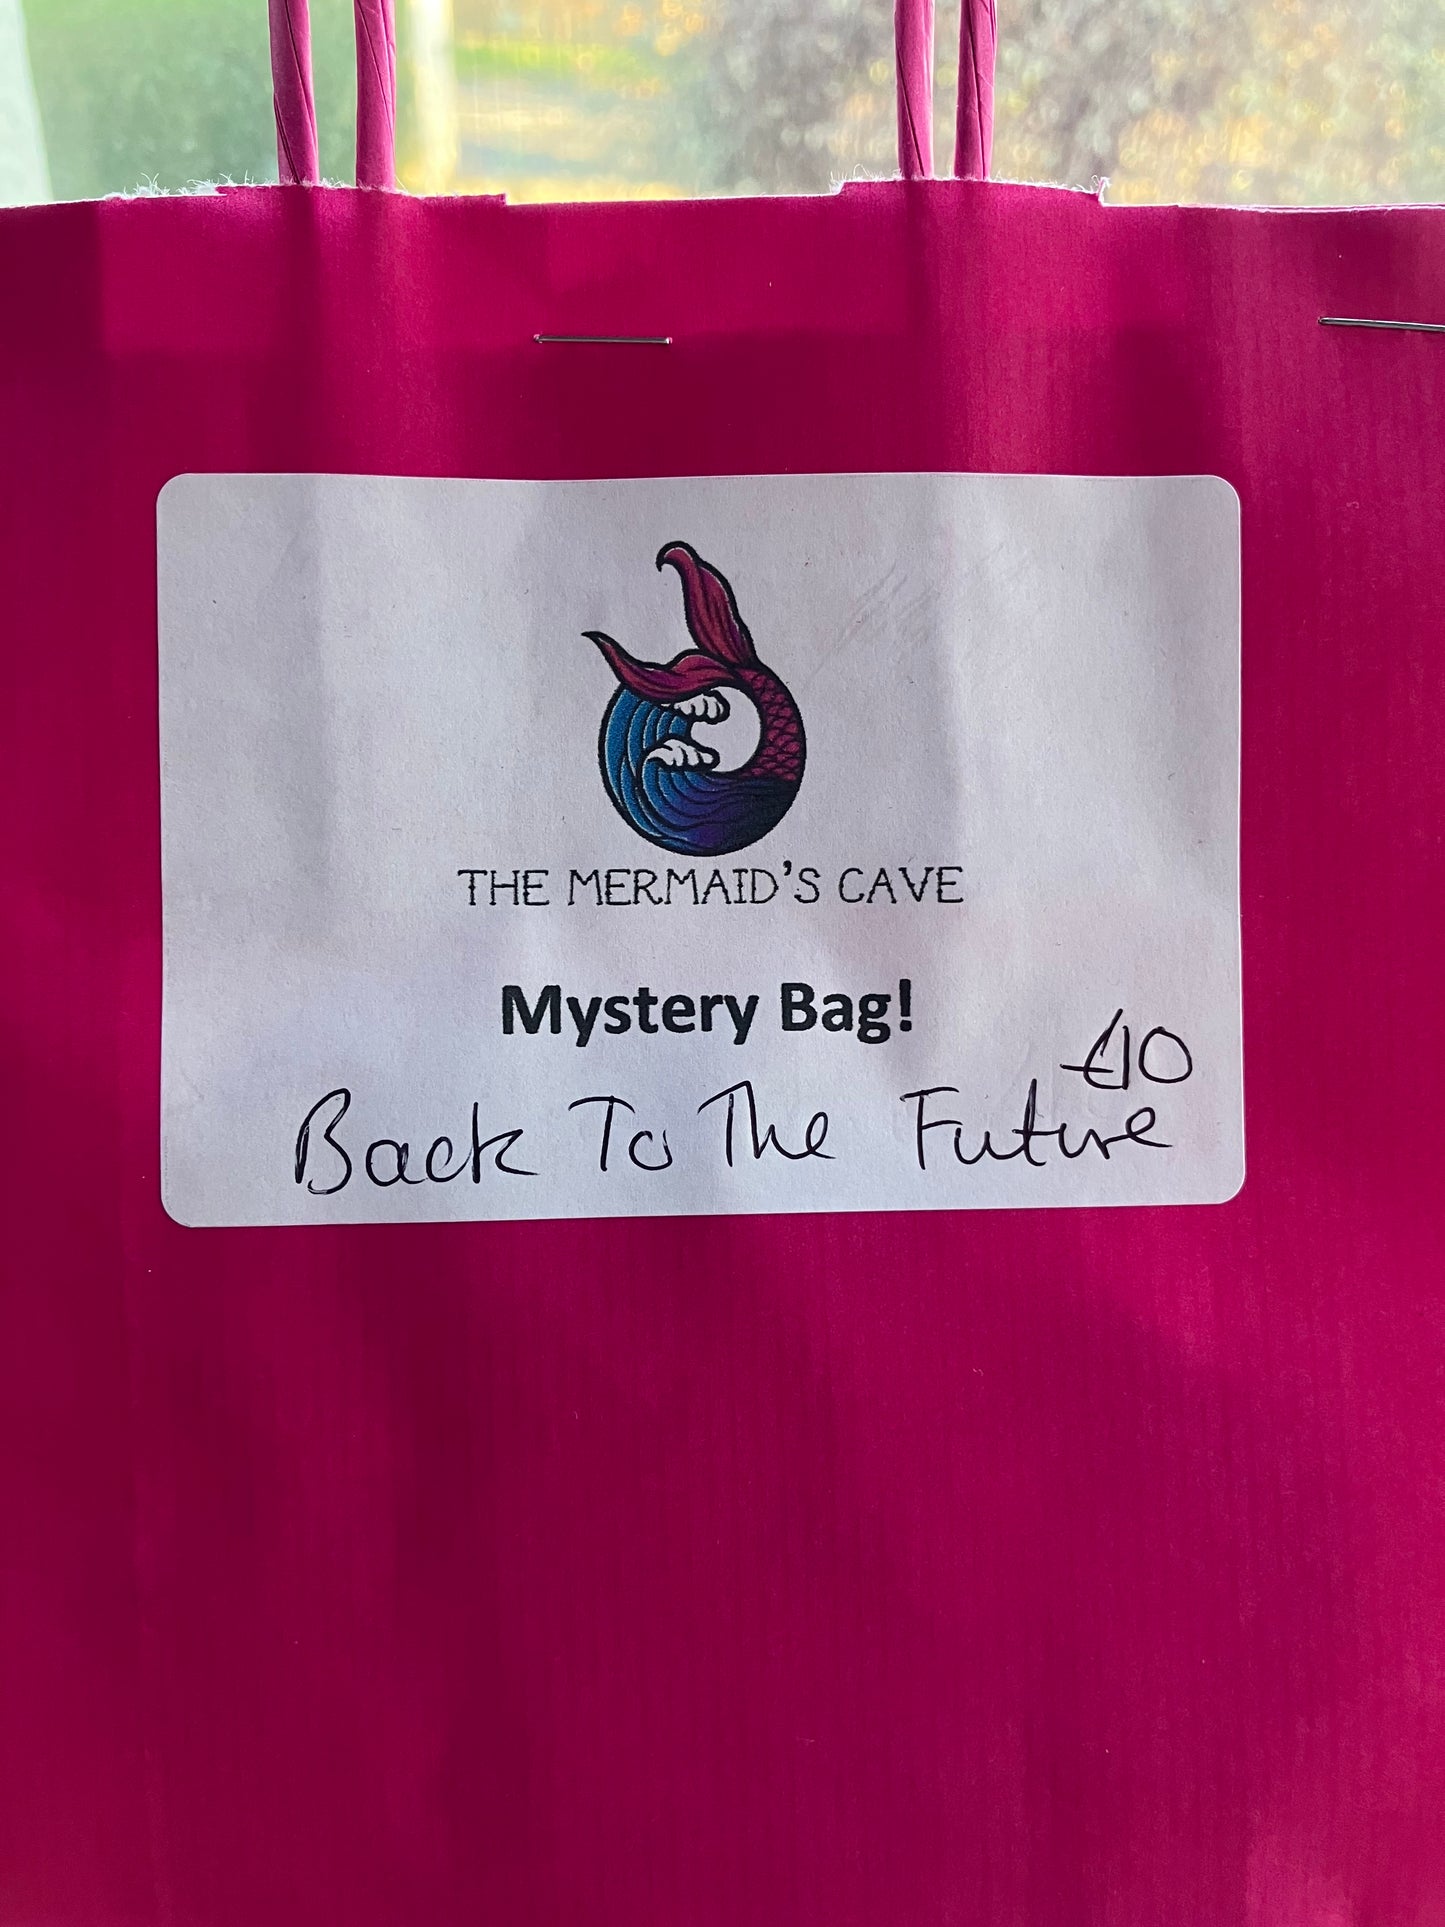 THE MERMAID'S CAVE
Mystery Bag!
£10
Back To The Future